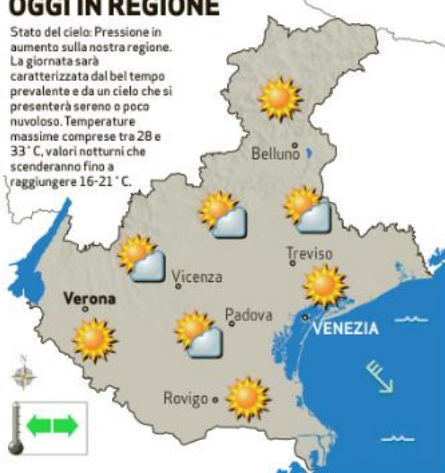 OGGI IN REGIONE
Stato del cielo: Pressione in
aumento sulla nostra regione.
La giornata sarà
caratterizzata dal bel tempo
prevalente e da un cielo che si
presenterà sereno o poco
nuvoloso. Temperature
massime comprese tra 28 e
33°C, valori notturni che
scenderanno fino a
raggiungere 16-21°C.
Belluno
Treviso
Vicenza
Verona
Padova
VENEZIA
Rovigo